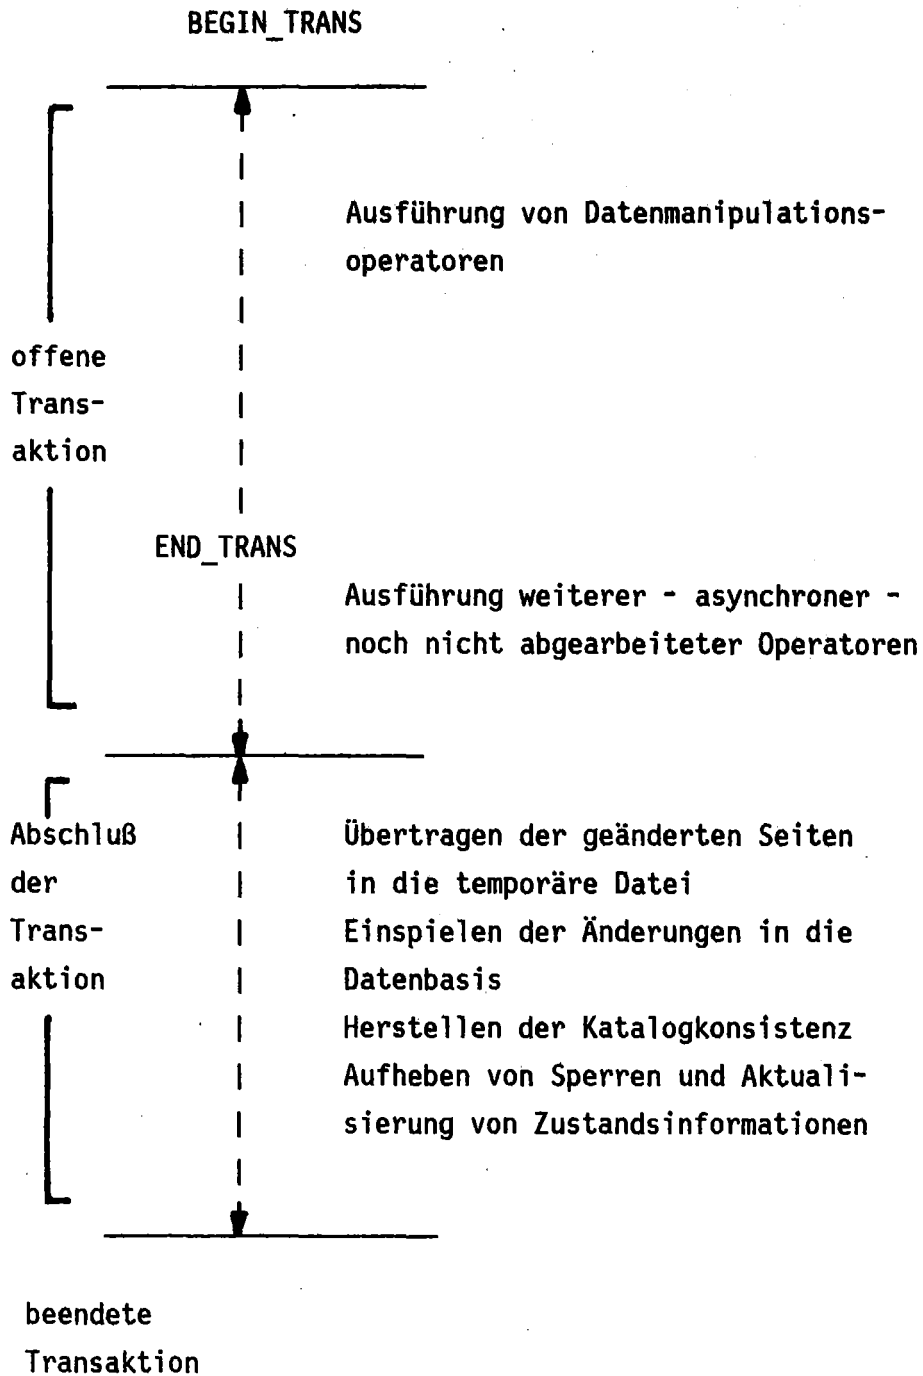 BEGIN_TRANS
Ausführung von Datenmanipulations-
operatoren
offene
Trans-
aktion
END_TRANS
Ausführung weiterer - asynchroner -
noch nicht abgearbeiteter Operatoren
Abschluß
der
Trans-
aktion
Übertragen der geänderten Seiten
in die temporäre Datei
Einspielen der Änderungen in die
Datenbasis
Herstellen der Katalogkonsistenz
Aufheben von Sperren und Aktuali-
sierung von Zustandsinformationen
beendete
Transaktion